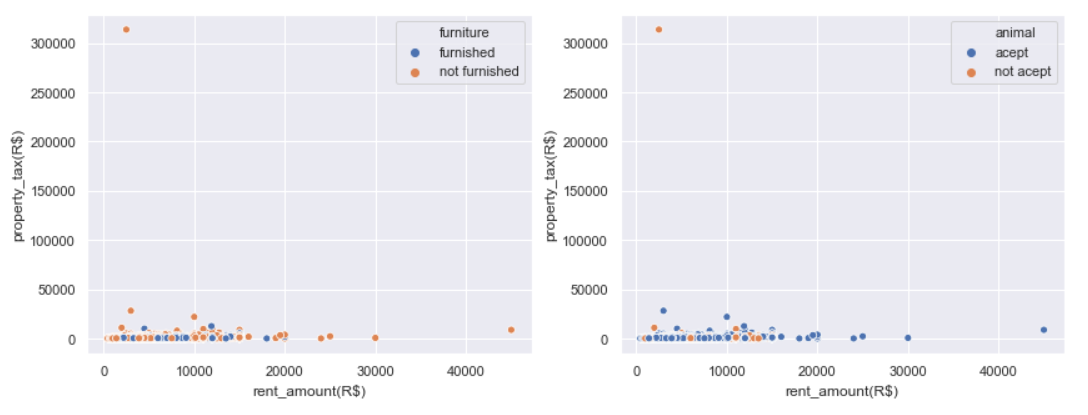 furniture
furnished
not furnished
300000
250000
200000
150000
100000
50000
0
property_tax(R$)
0
10000
20000
30000
40000
rent_amount(R$)
animal
acept
not acept
300000
250000
200000
150000
100000
50000
0
property_tax(R$)
0
10000
20000
30000
40000
rent_amount(R$)